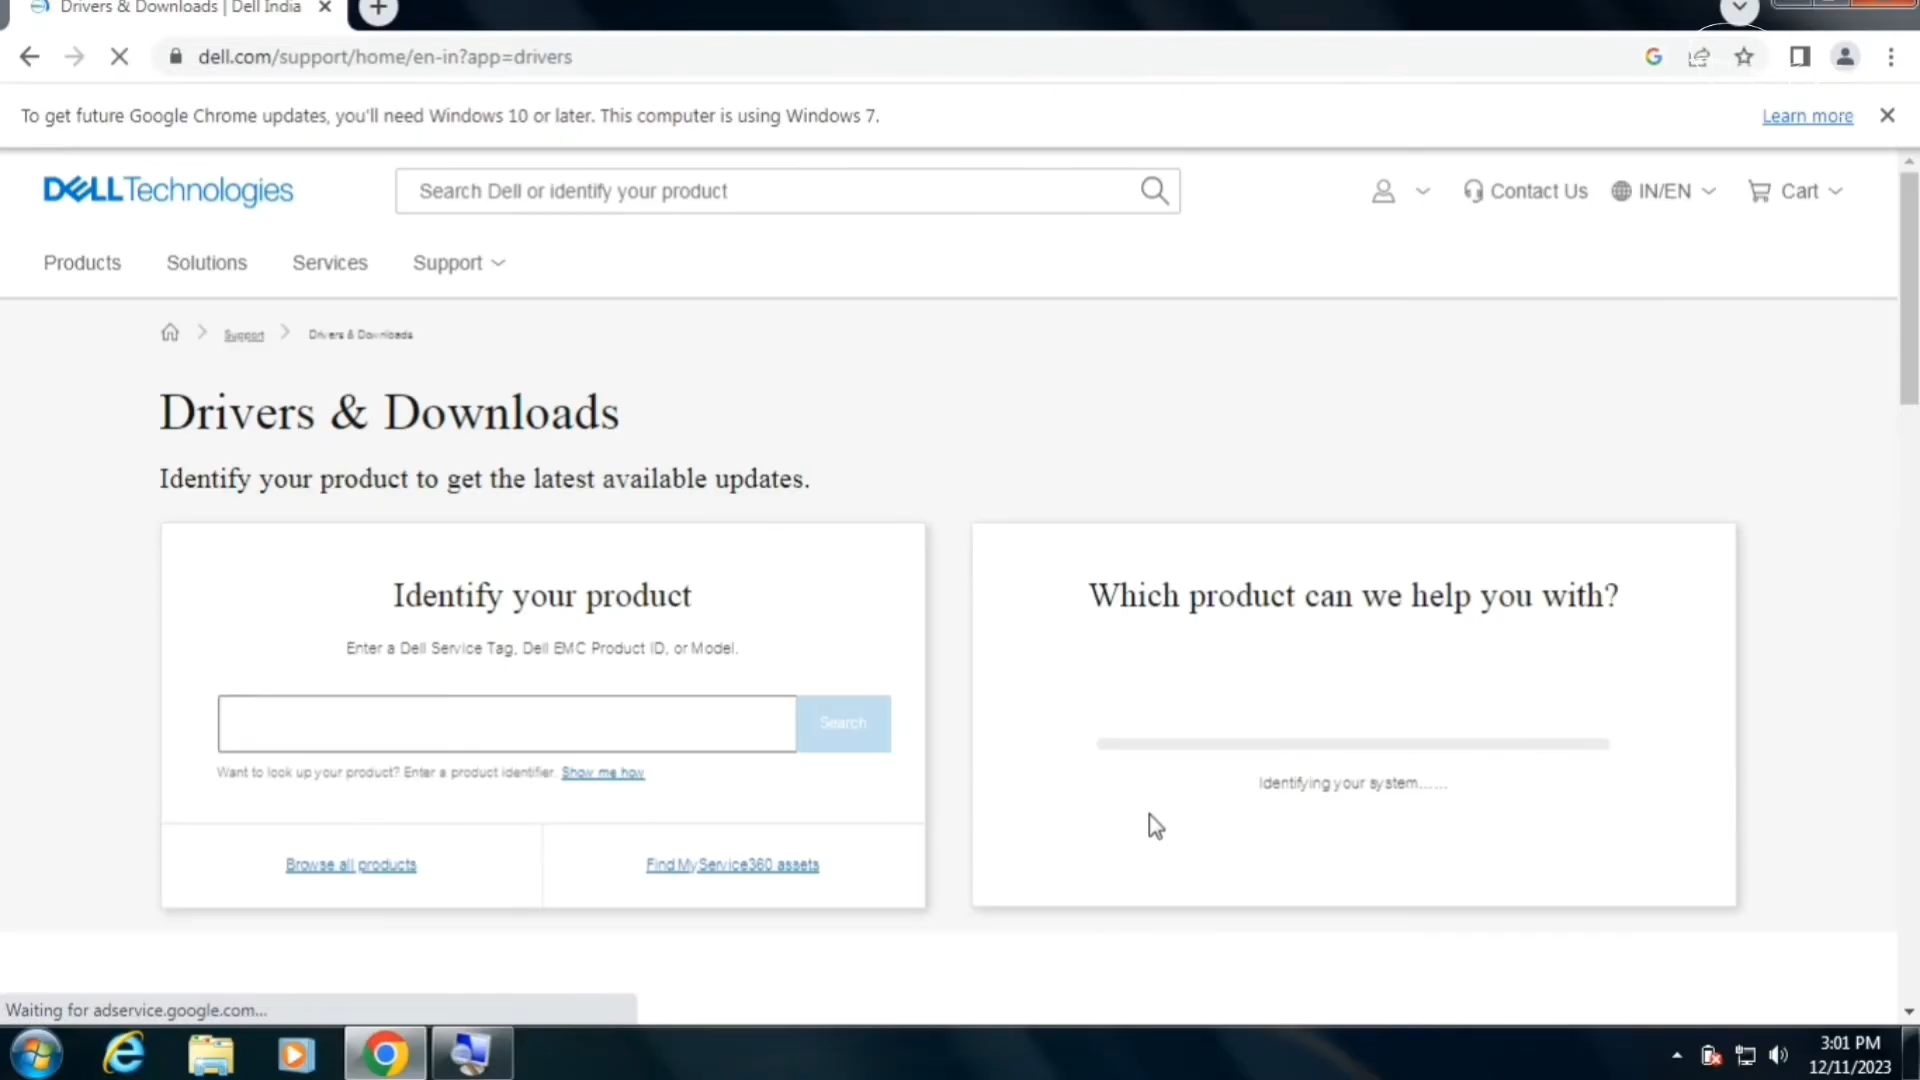 Drivers & Downloads | Dell India
dell.com/support/home/en-in?app=drivers
To get future Google Chrome updates, you'll need Windows 10 or later. This computer is using Windows 7.
Learn more
DELLTechnologies
Search Dell or identify your product
Contact Us
IN/EN
Cart
Products
Solutions
Services
Support
Support
Drivers & Downloads
Drivers & Downloads
Identify your product to get the latest available updates.
Identify your product
Enter a Dell Service Tag, Dell EMC Product ID, or Model.
Search
Want to look up your product? Enter a product identifier. Show me how
Browse all products
Find My Service360 assets
Which product can we help you with?
Identifying your system......
Waiting for adservice.google.com...
3:01 PM
12/11/2023